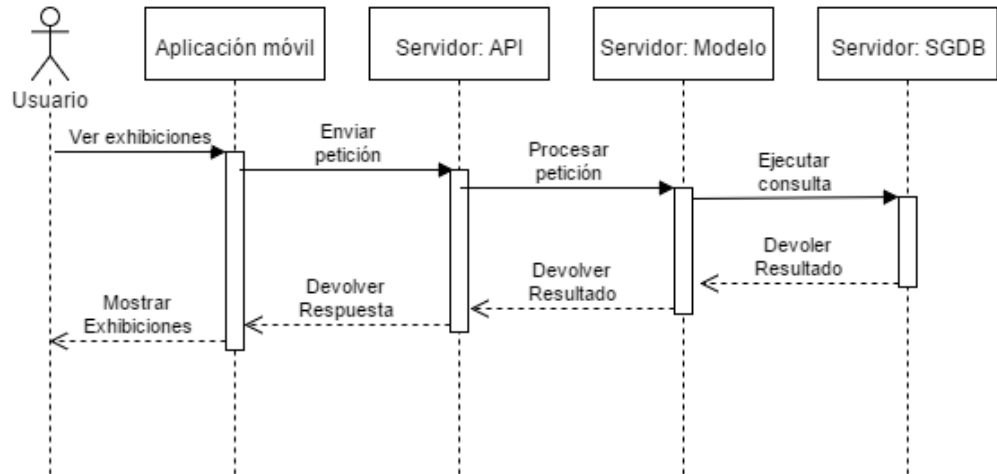 Usuario
Aplicación móvil
Servidor: API
Servidor: Modelo
Servidor: SGDB
Ver exhibiciones
Enviar
petición
Procesar
petición
Ejecutar
consulta
Devoler
Resultado
Devolver
Resultado
Devolver
Respuesta
Mostrar
Exhibiciones